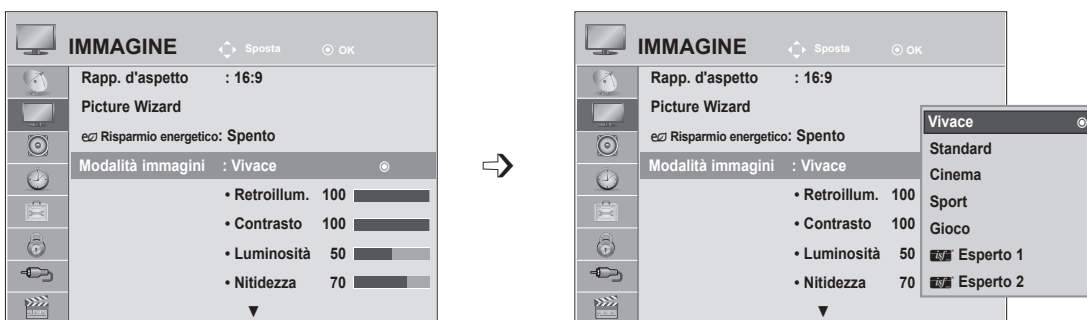 IMMAGINE Sposta OK
Rapp. d'aspetto : 16:9
Picture Wizard
Risparmio energetico: Spento
Modalità immagini : Vivace
• Retroillum. 100
• Contrasto 100
• Luminosità 50
• Nitidezza 70
IMMAGINE Sposta OK
Rapp. d'aspetto : 16:9
Picture Wizard
Risparmio energetico: Spento
Modalità immagini : Vivace
• Retroillum. 100
• Contrasto 100
• Luminosità 50
• Nitidezza 70
Vivace
Standard
Cinema
Sport
Gioco
isf Esperto 1
isf Esperto 2